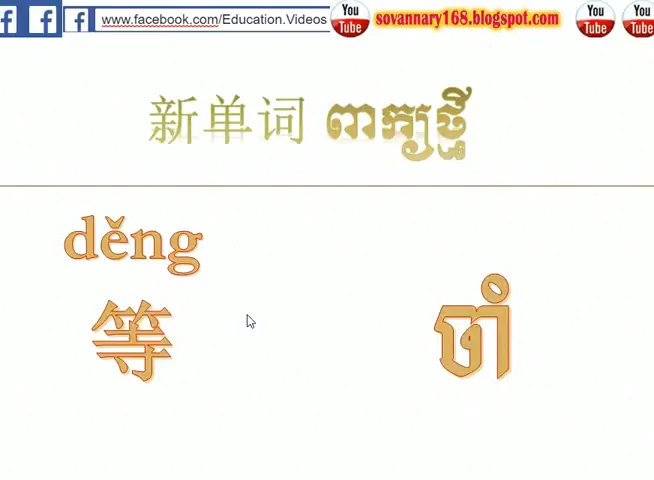 www.facebook.com/Education.Videos
You Tube
sovannary168.blogspot.com
You Tube
You Tube
新单词 ពាក្យថ្មី
děng
等
ចាំ